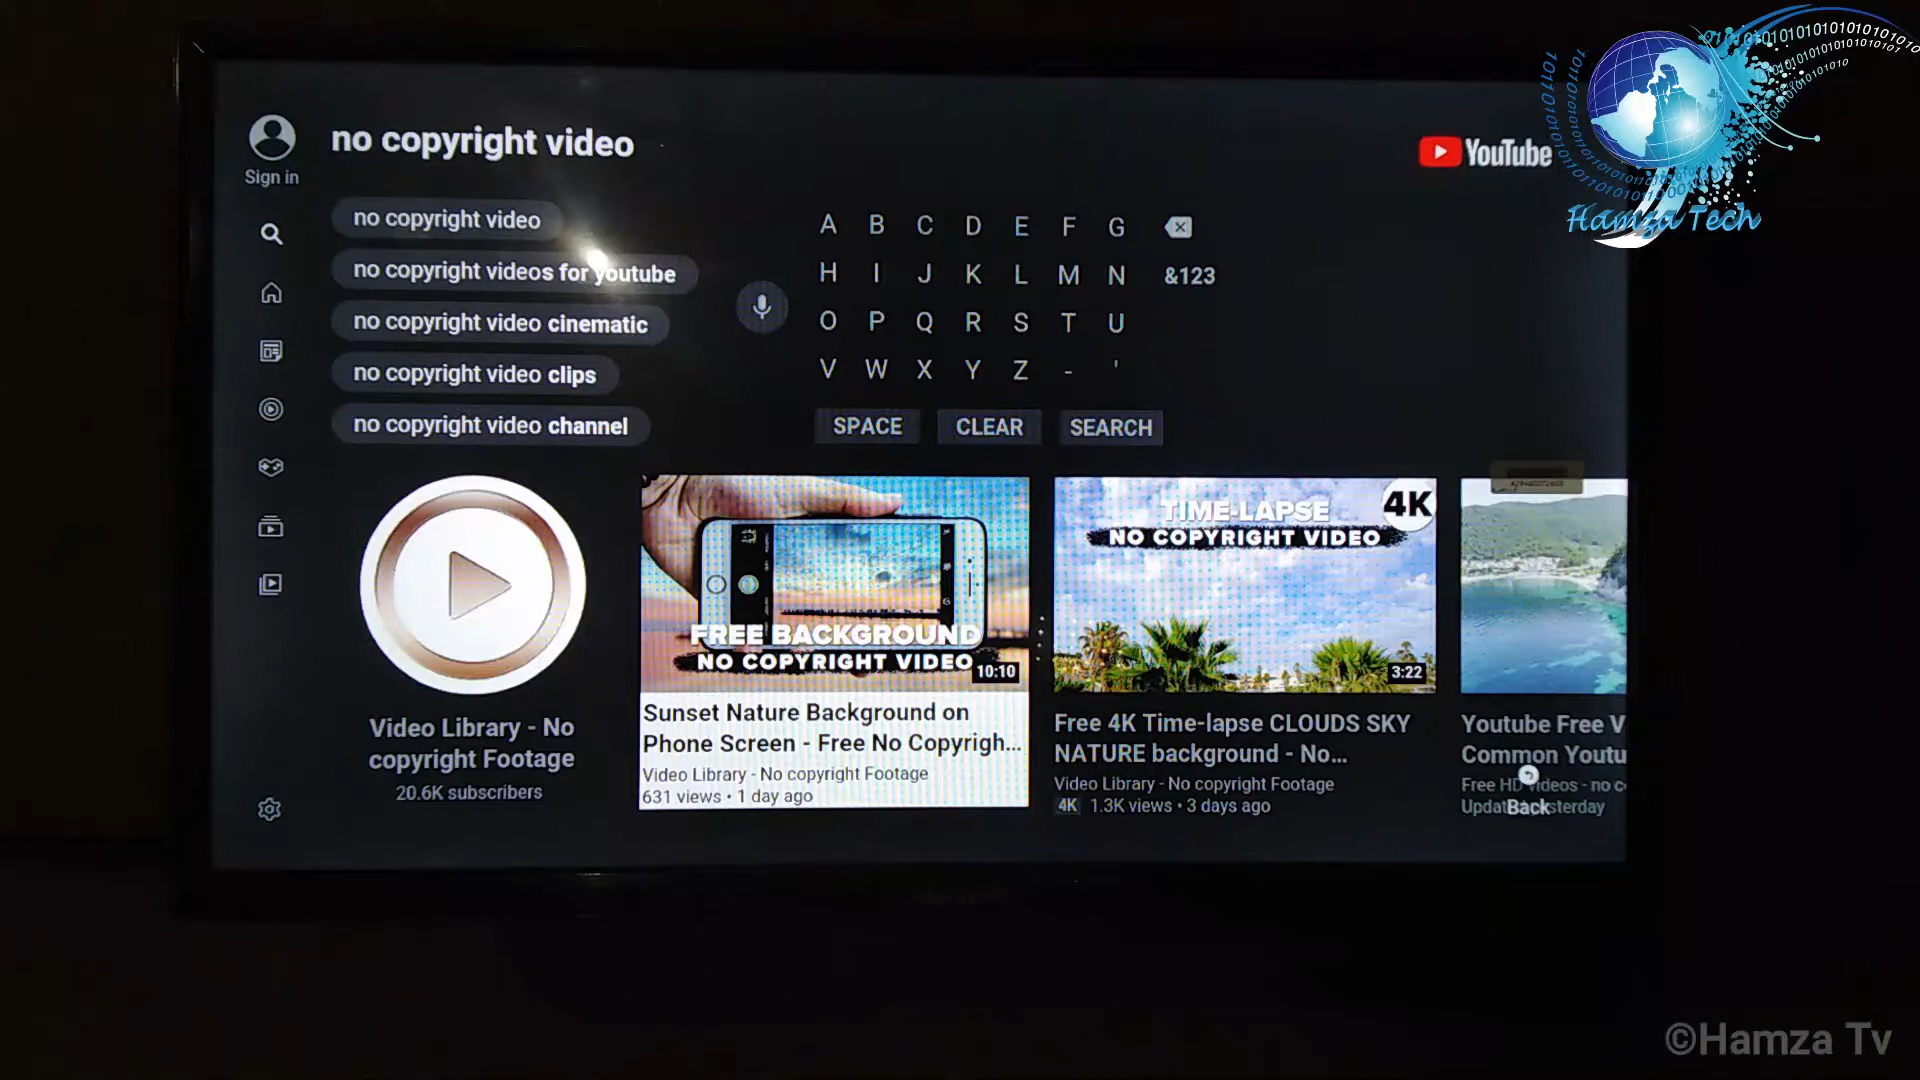 no copyright video
YouTube
Hamza Tech
Sign in
no copyright video
no copyright videos for youtube
no copyright video cinematic
no copyright video clips
no copyright video channel
A B C D E F G
H I J K L M N &123
O P Q R S T U
V W X Y Z - '
SPACE CLEAR SEARCH
FREE BACKGROUND
NO COPYRIGHT VIDEO
10:10
TIME-LAPSE
NO COPYRIGHT VIDEO
4K
3:22
Video Library - No
copyright Footage
20.6K subscribers
Sunset Nature Background on
Phone Screen - Free No Copyrigh...
Video Library - No copyright Footage
631 views • 1 day ago
Free 4K Time-lapse CLOUDS SKY
NATURE background - No...
Video Library - No copyright Footage
4K 1.3K views • 3 days ago
Youtube Free V
Common Youtu
Free HD Videos - no c
Back
©Hamza Tv